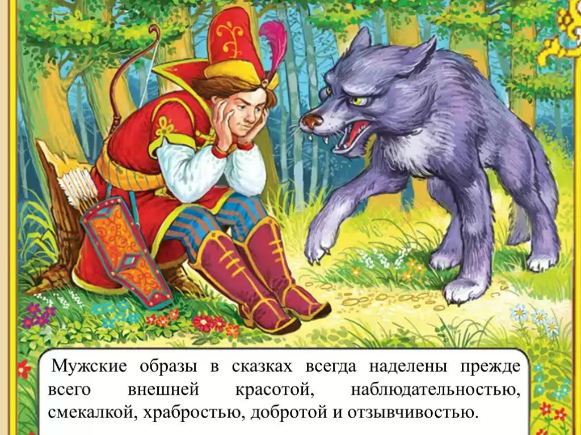 Мужские образы в сказках всегда наделены прежде
всего внешней красотой, наблюдательностью,
смекалкой, храбростью, добротой и отзывчивостью.